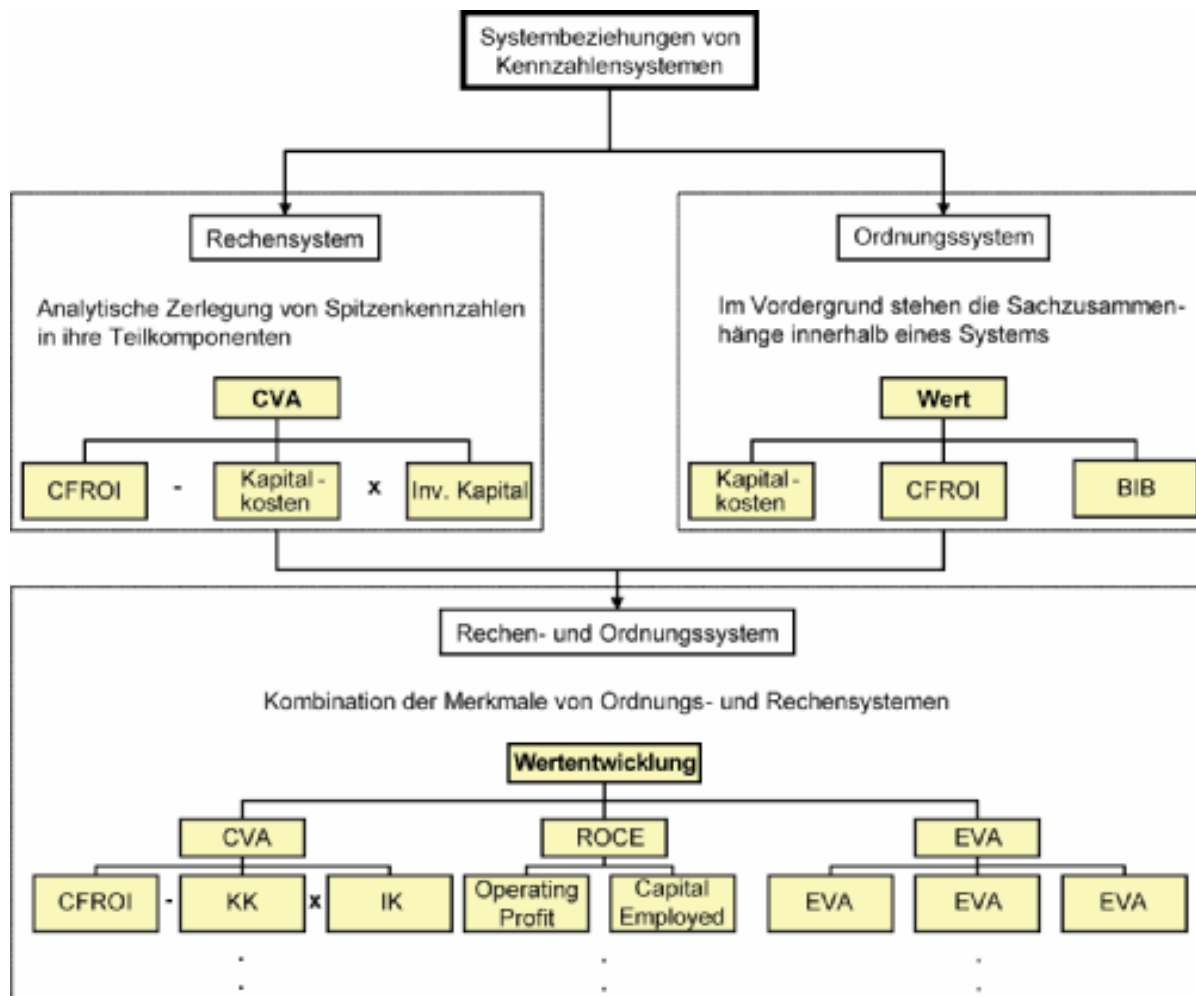 Systembeziehungen von
Kennzahlensystemen
Rechensystem
Analytische Zerlegung von Spitzenkennzahlen
in ihre Teilkomponenten
CVA
CFROI - Kapital-
kosten x Inv. Kapital
Ordnungssystem
Im Vordergrund stehen die Sachzusammen-
hänge innerhalb eines Systems
Wert
Kapital-
kosten
CFROI
BIB
Rechen- und Ordnungssystem
Kombination der Merkmale von Ordnungs- und Rechensystemen
Wertentwicklung
CVA
ROCE
EVA
CFROI - KK x IK
Operating
Profit
Capital
Employed
EVA
EVA
EVA